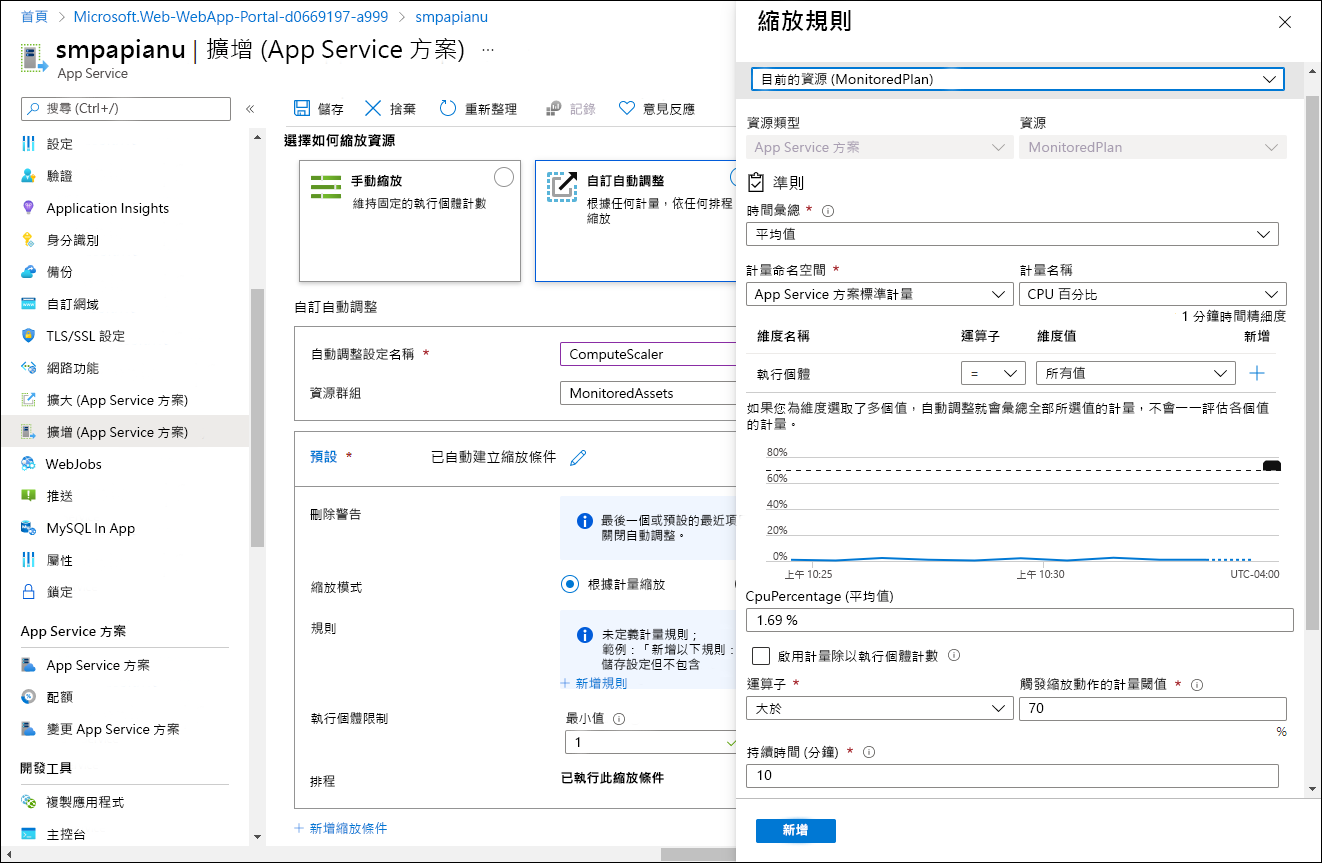 首頁 > Microsoft.Web-WebApp-Portal-d0669197-a999 > smpapianu
smpapianu | 擴增 (App Service 方案) ...
App Service
搜尋 (Ctrl+/)
«
設定
驗證
Application Insights
身分識別
備份
自訂網域
TLS/SSL 設定
網路功能
擴大 (App Service 方案)
擴增 (App Service 方案)
WebJobs
推送
MySQL In App
屬性
鎖定
App Service 方案
App Service 方案
配額
變更 App Service 方案
開發工具
複製應用程式
主控台
儲存
捨棄
重新整理
記錄
意見反應
選擇如何縮放資源
手動縮放
維持固定的執行個體計數
自訂自動調整
根據任何計量，依任何排程
縮放
自訂自動調整
自動調整設定名稱 *
ComputeScaler
資源群組
MonitoredAssets
預設 *
已自動建立縮放條件
刪除警告
最後一個或預設的最近項
關閉自動調整。
縮放模式
根據計量縮放
規則
未定義計量規則；
範例：「新增以下規則：
儲存設定但不包含
+ 新增規則
執行個體限制
最小值
1
排程
已執行此縮放條件
+ 新增縮放條件
縮放規則
目前的資源 (MonitoredPlan)
資源類型
資源
App Service 方案
MonitoredPlan
準則
時間彙總 *
平均值
計量命名空間 *
計量名稱
App Service 方案標準計量
CPU 百分比
1 分鐘時間精細度
維度名稱
運算子
維度值
新增
執行個體
=
所有值
+
如果您為維度選取了多個值，自動調整就會彙總全部所選值的計量，不會一一評估各個值
的計量。
80%
60%
40%
20%
0%
上午 10:25
上午 10:30
UTC-04:00
CpuPercentage (平均值)
1.69 %
啟用計量除以執行個體計數
運算子 *
觸發縮放動作的計量閾值 *
大於
70
%
持續時間 (分鐘) *
10
新增